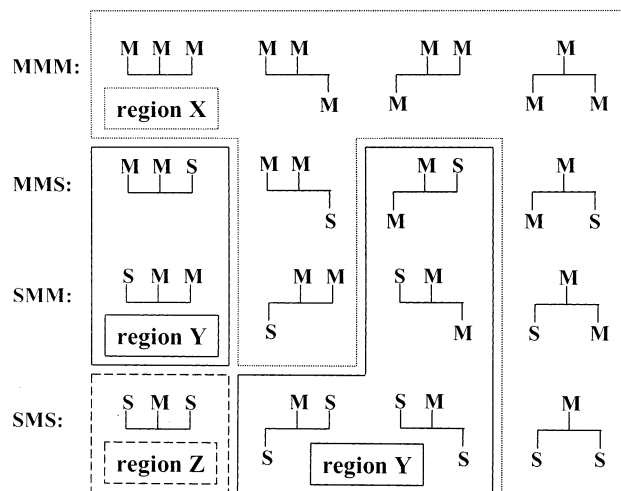 M M M M M M M M
MMM:
M M M M
region X
M M S M M M S M
MMS:
S M M S
S M M M M S M M
SMM:
S M S M
region Y
S M S M S S M M
SMS:
S S S S
region Z region Y